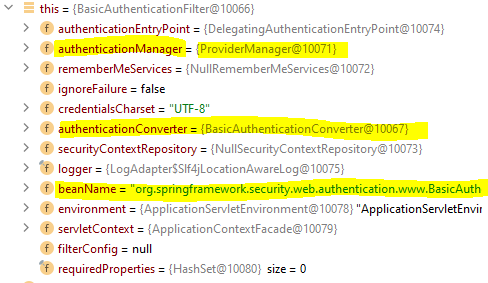 this = {BasicAuthenticationFilter@10066}
authenticationEntryPoint = {DelegatingAuthenticationEntryPoint@10074}
authenticationManager = {ProviderManager@10071}
rememberMeServices = {NullRememberMeServices@10072}
ignoreFailure = false
credentialsCharset = "UTF-8"
authenticationConverter = {BasicAuthenticationConverter@10067}
securityContextRepository = {NullSecurityContextRepository@10073}
logger = {LogAdapter$Slf4jLocationAwareLog@10075}
beanName = "org.springframework.security.web.authentication.www.BasicAuth
environment = {ApplicationServletEnvironment@10078} "ApplicationServletEnvir
servletContext = {ApplicationContextFacade@10079}
filterConfig = null
requiredProperties = {HashSet@10080} size = 0